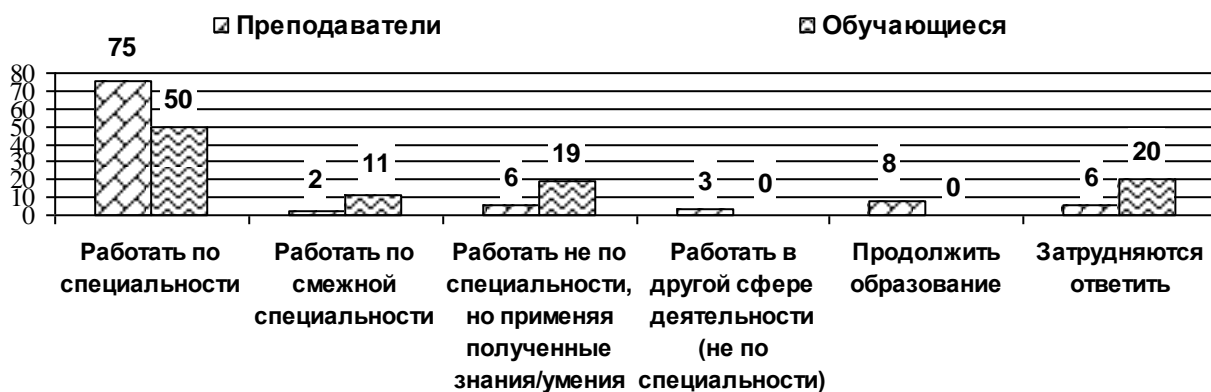 Преподаватели Обучающиеся
75
50
2
11
6
19
3
0
8
0
6
20
80
70
60
50
40
30
20
10
0
Работать по
специальности
Работать по
смежной
специальности
Работать не по
специальности,
но применяя
полученные
знания/умения
Работать в
другой сфере
деятельности
(не по
специальности)
Продолжить
образование
Затрудняются
ответить